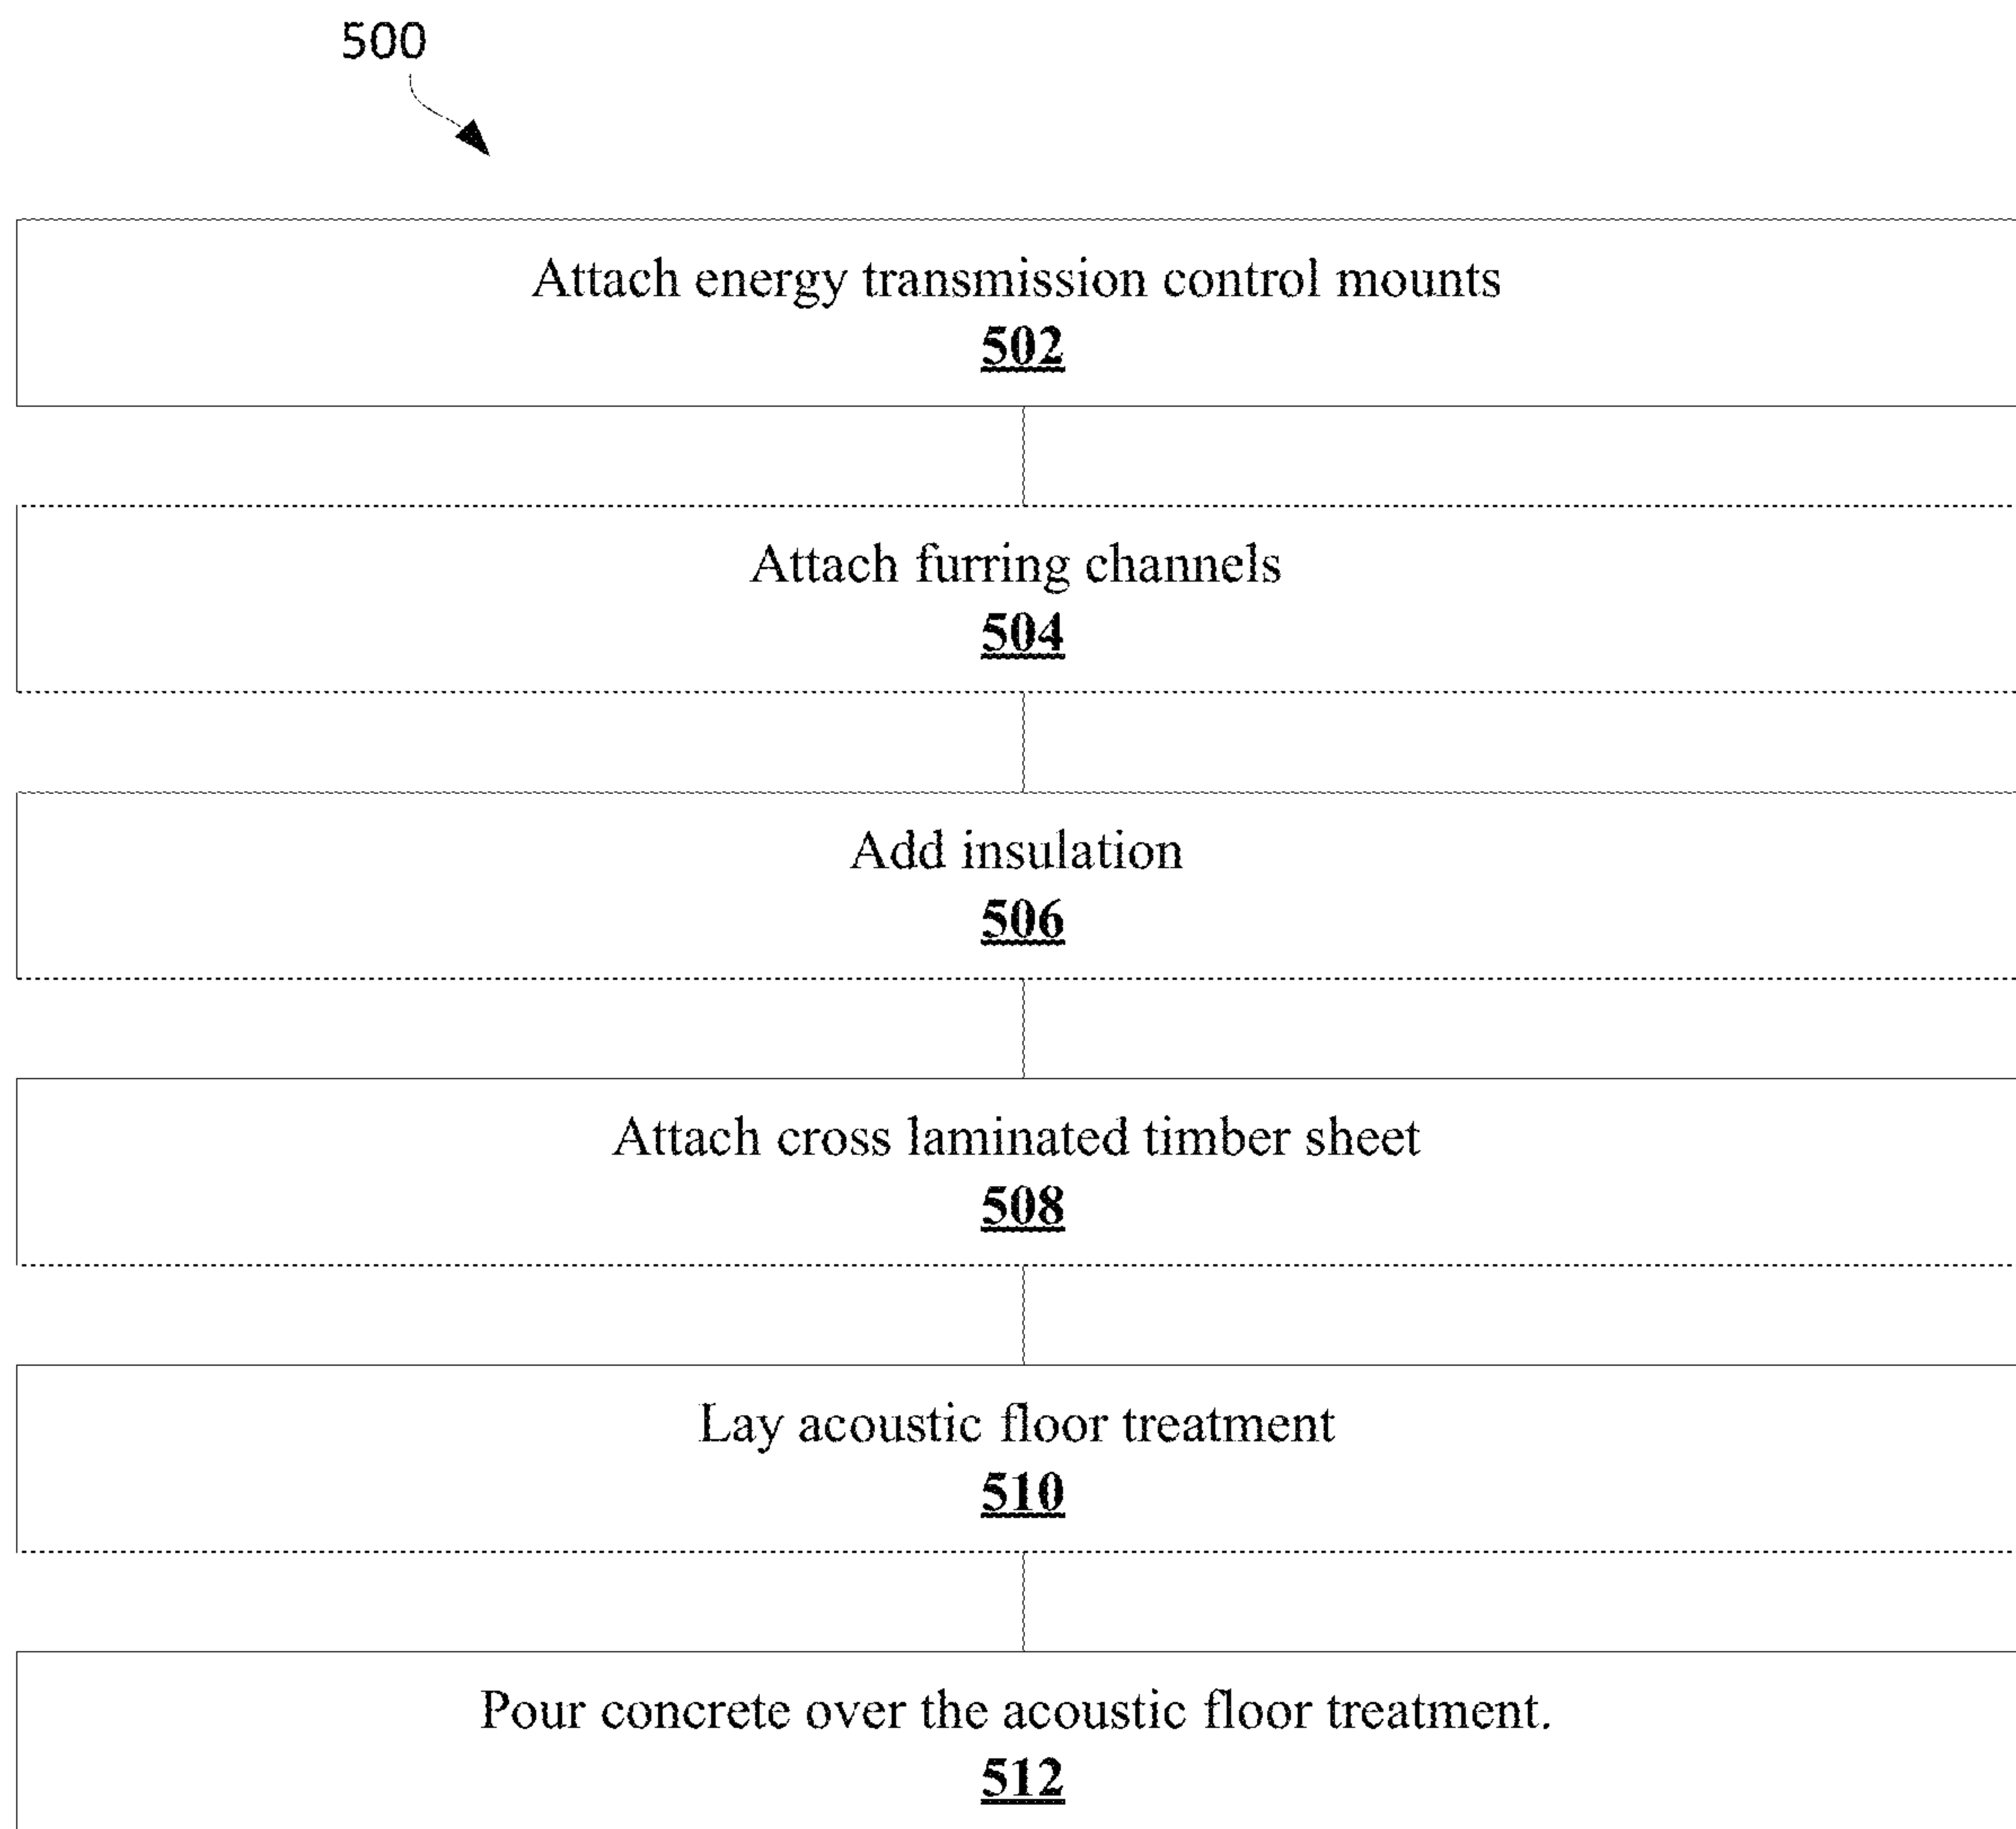 500
Attach energy transmission control mounts
502
Attach furring channels
504
Add insulation
506
Attach cross laminated timber sheet
508
Lay acoustic floor treatment
510
Pour concrete over the acoustic floor treatment.
512